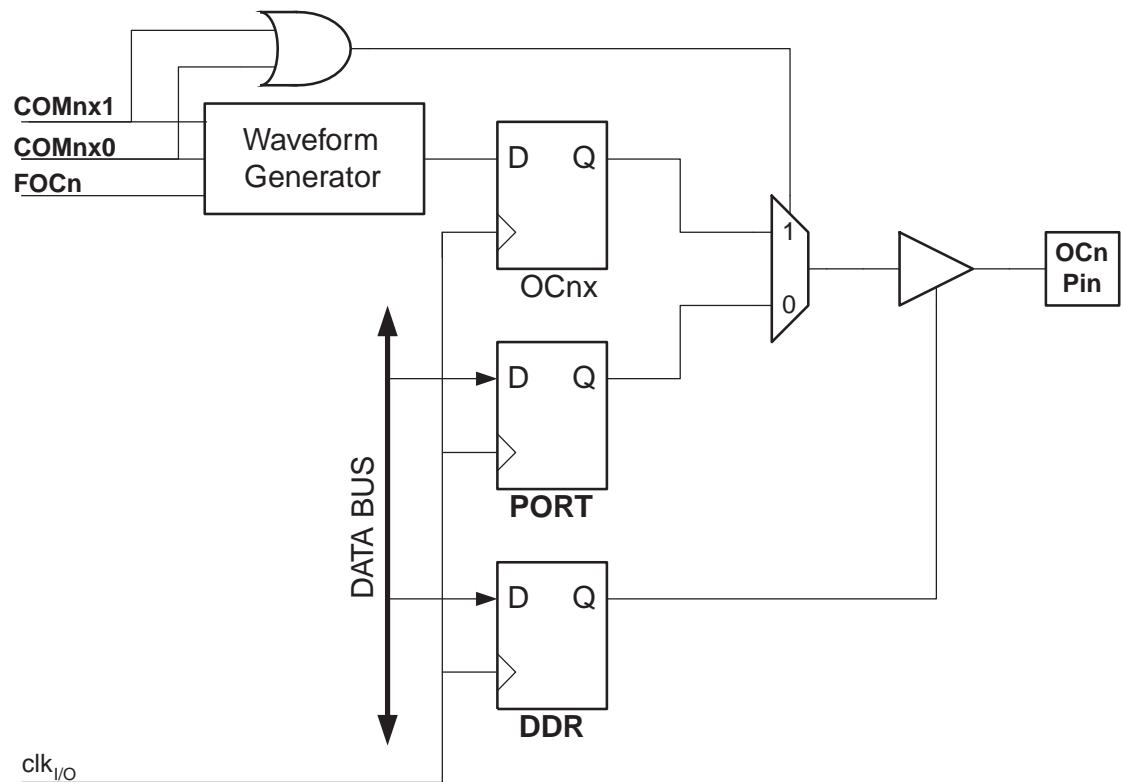 COMnx1
COMnx0
FOCn
Waveform
Generator
D Q
OCnx
1
0
OCn
Pin
D Q
PORT
DATA BUS
D Q
DDR
clkI/O